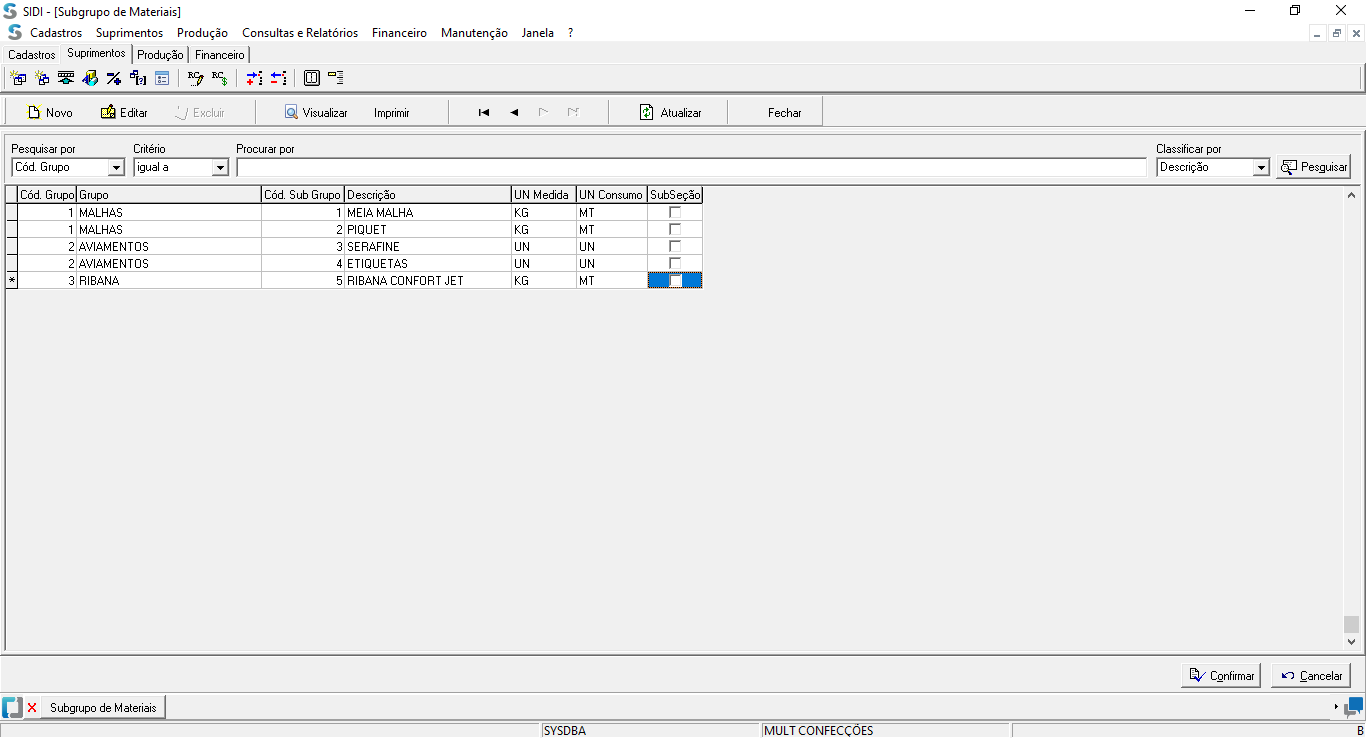 SIDI - [Subgrupo de Materiais]
Cadastros Suprimentos Produção Consultas e Relatórios Financeiro Manutenção Janela ?
Cadastros Suprimentos Produção Financeiro
Novo Editar Excluir Visualizar Imprimir Atualizar Fechar
Pesquisar por Critério Procurar por Classificar por
Cód. Grupo igual a Descrição Pesquisar
Cód. Grupo Grupo Cód. Sub Grupo Descrição UN Medida UN Consumo SubSeção
1 MALHAS 1 MEIA MALHA KG MT
1 MALHAS 2 PIQUET KG MT
2 AVIAMENTOS 3 SERAFINE UN UN
2 AVIAMENTOS 4 ETIQUETAS UN UN
* 3 RIBANA 5 RIBANA CONFORT JET KG MT
Confirmar Cancelar
Subgrupo de Materiais
SYSDBA MULT CONFECÇÕES B